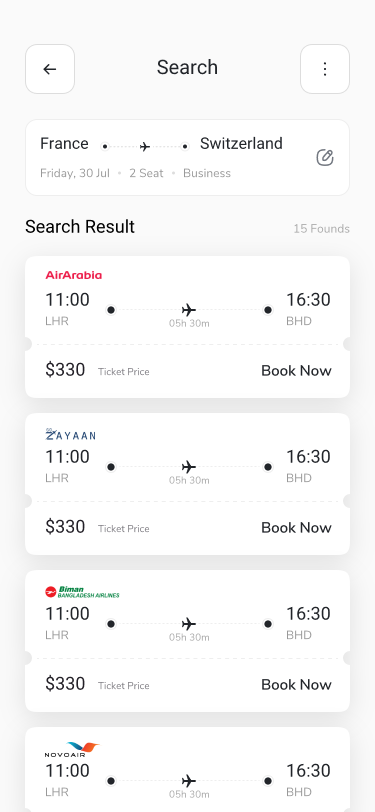 Search
France Switzerland
Friday, 30 Jul • 2 Seat • Business
Search Result 15 Founds
AirArabia
11:00 16:30
LHR 05h 30m BHD
$330 Ticket Price Book Now
ZAYAAN
11:00 16:30
LHR 05h 30m BHD
$330 Ticket Price Book Now
Biman
BANGLADESH AIRLINES
11:00 16:30
LHR 05h 30m BHD
$330 Ticket Price Book Now
NOVOAIR
11:00 16:30
LHR 05h 30m BHD